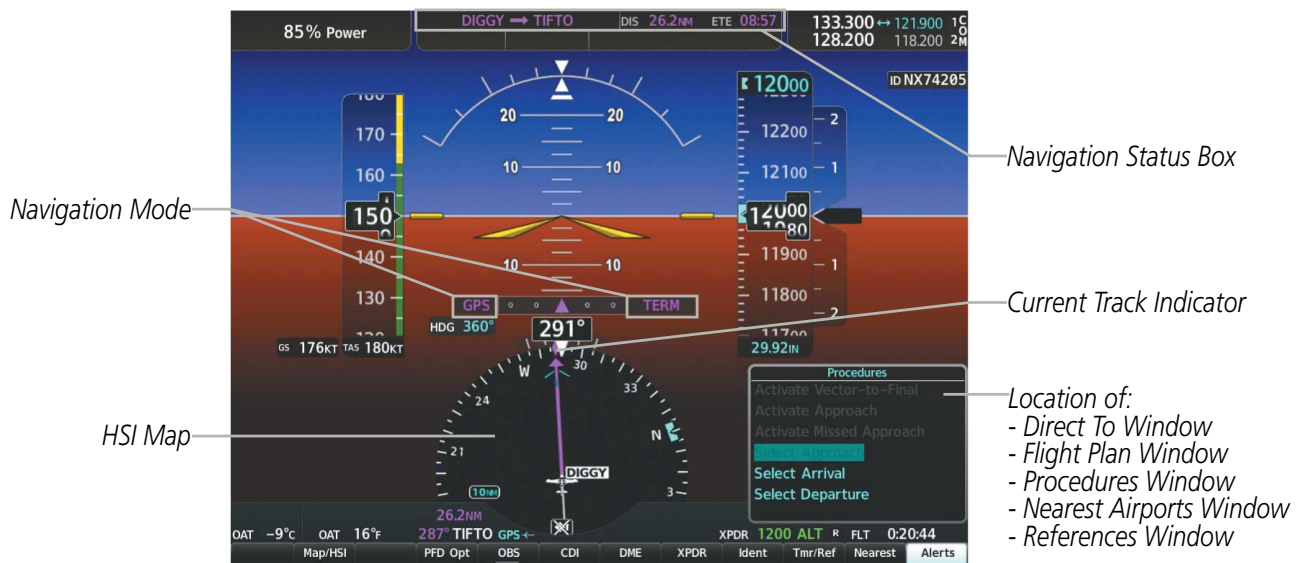 85% Power
DIGGY → TIFTO DIS 26.2NM ETE 08:57
133.300 ↔ 121.900 1 C
O
128.200 118.200 2 M
12000
ID NX74205
180
170
160
150
140
130
120
20 20
10 10
10 10
12200
12100
12000
11980
11900
11800
11700
2
1
1
2
Navigation Status Box
Navigation Mode
GPS
TERM
Current Track Indicator
HDG 360°
291°
GS 176KT TAS 180KT
29.92IN
W
30
33
N
3
24
21
HSI Map
DIGGY
10NM
Procedures
Activate Vector-to-Final
Activate Approach
Activate Missed Approach
Select Approach
Select Arrival
Select Departure
Location of:
- Direct To Window
- Flight Plan Window
- Procedures Window
- Nearest Airports Window
- References Window
26.2NM
OAT -9°C OAT 16°F 287° TIFTO GPS ← XPDR 1200 ALT R FLT 0:20:44
Map/HSI PFD Opt OBS CDI DME XPDR Ident Tmr/Ref Nearest Alerts